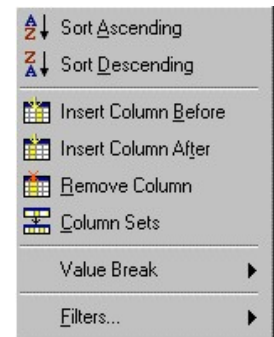 Sort Ascending
Sort Descending
Insert Column Before
Insert Column After
Remove Column
Column Sets
Value Break
Filters...